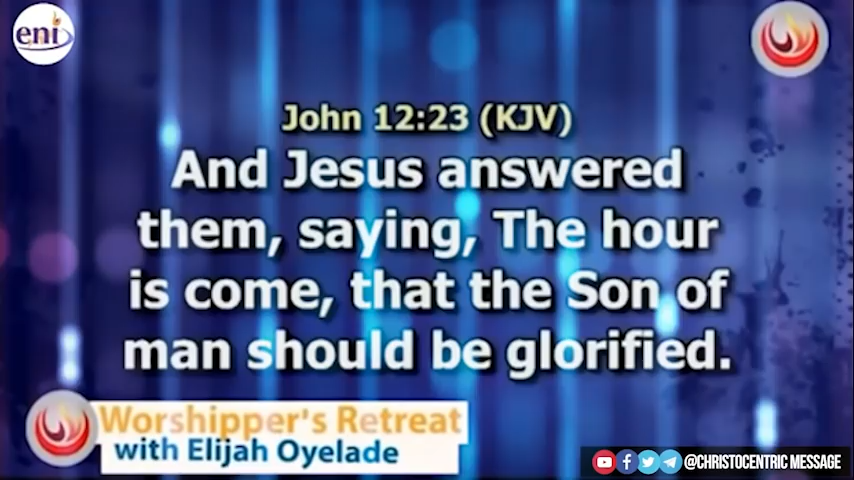 eni
John 12:23 (KJV)
And Jesus answered
them, saying, The hour
is come, that the Son of
man should be glorified.
Worshipper's Retreat
with Elijah Oyelade
@CHRISTOCENTRIC MESSAGE